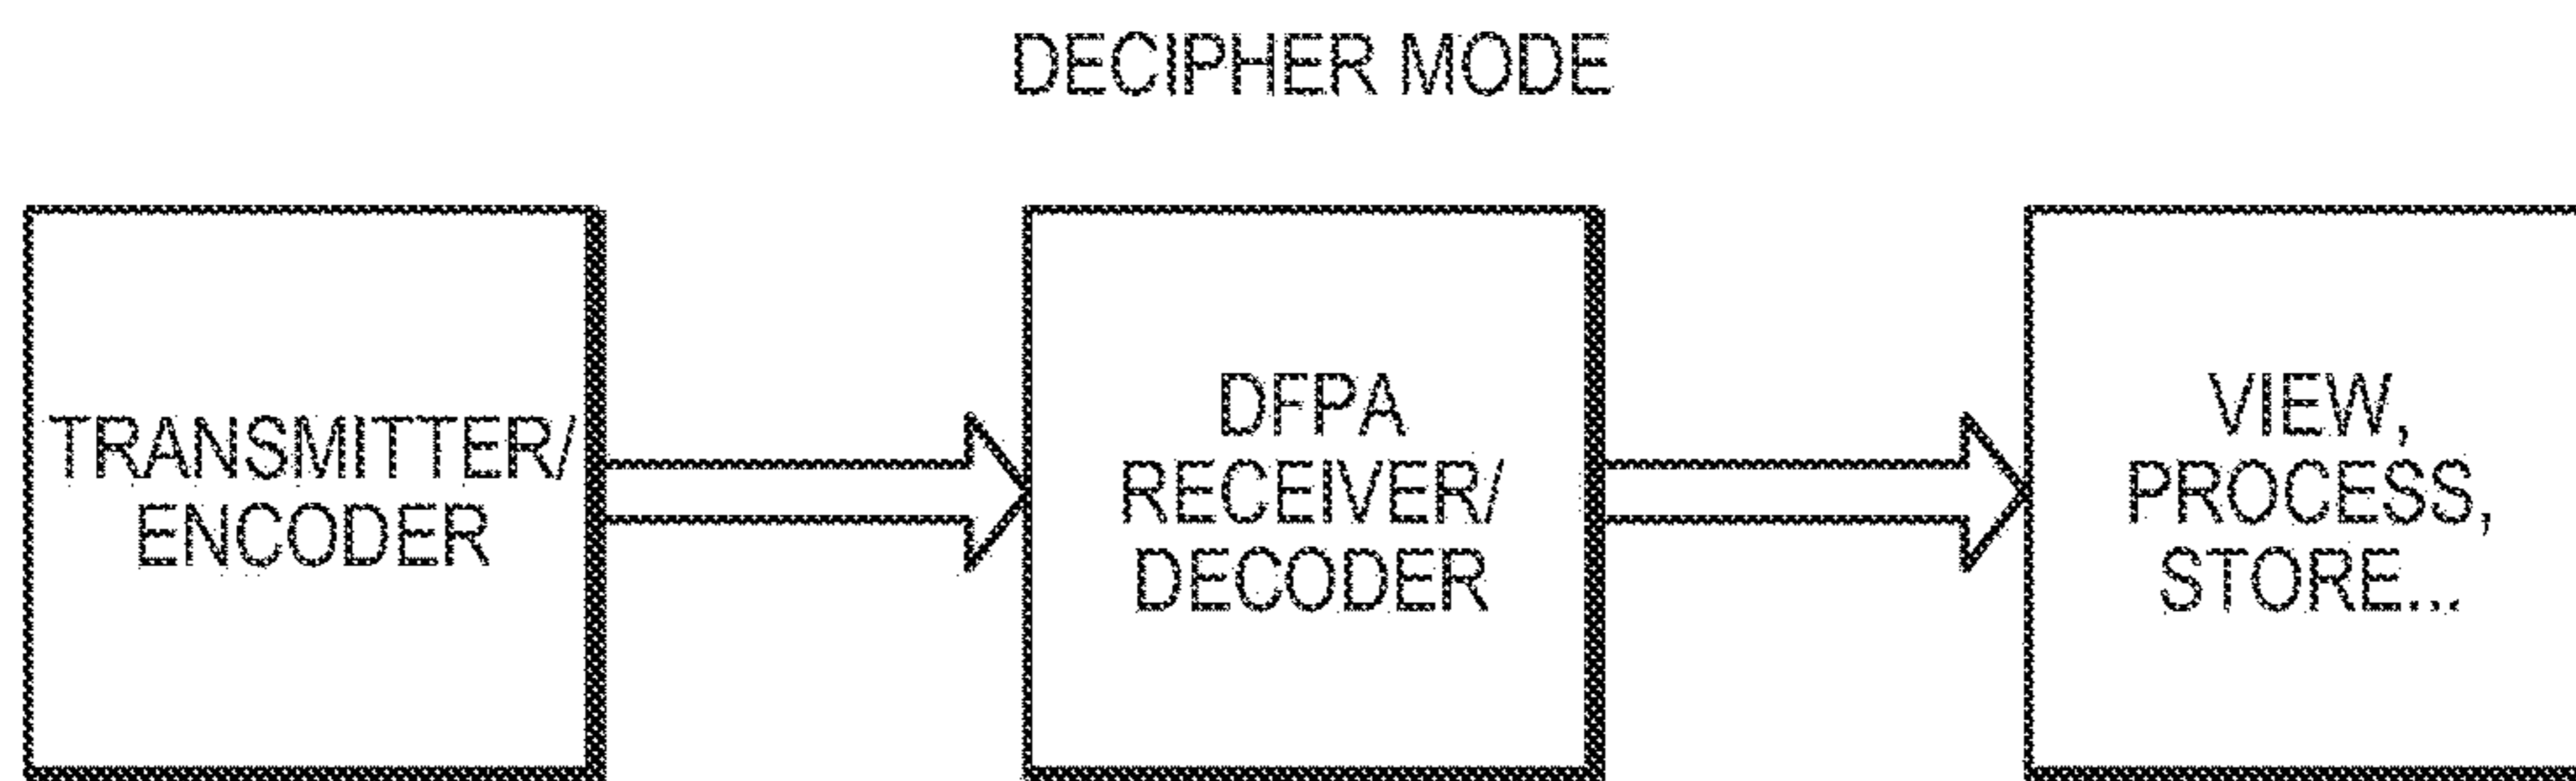 DECIPHER MODE
TRANSMITTER/
ENCODER
DFPA
RECEIVER/
DECODER
VIEW,
PROCESS,
STORE...